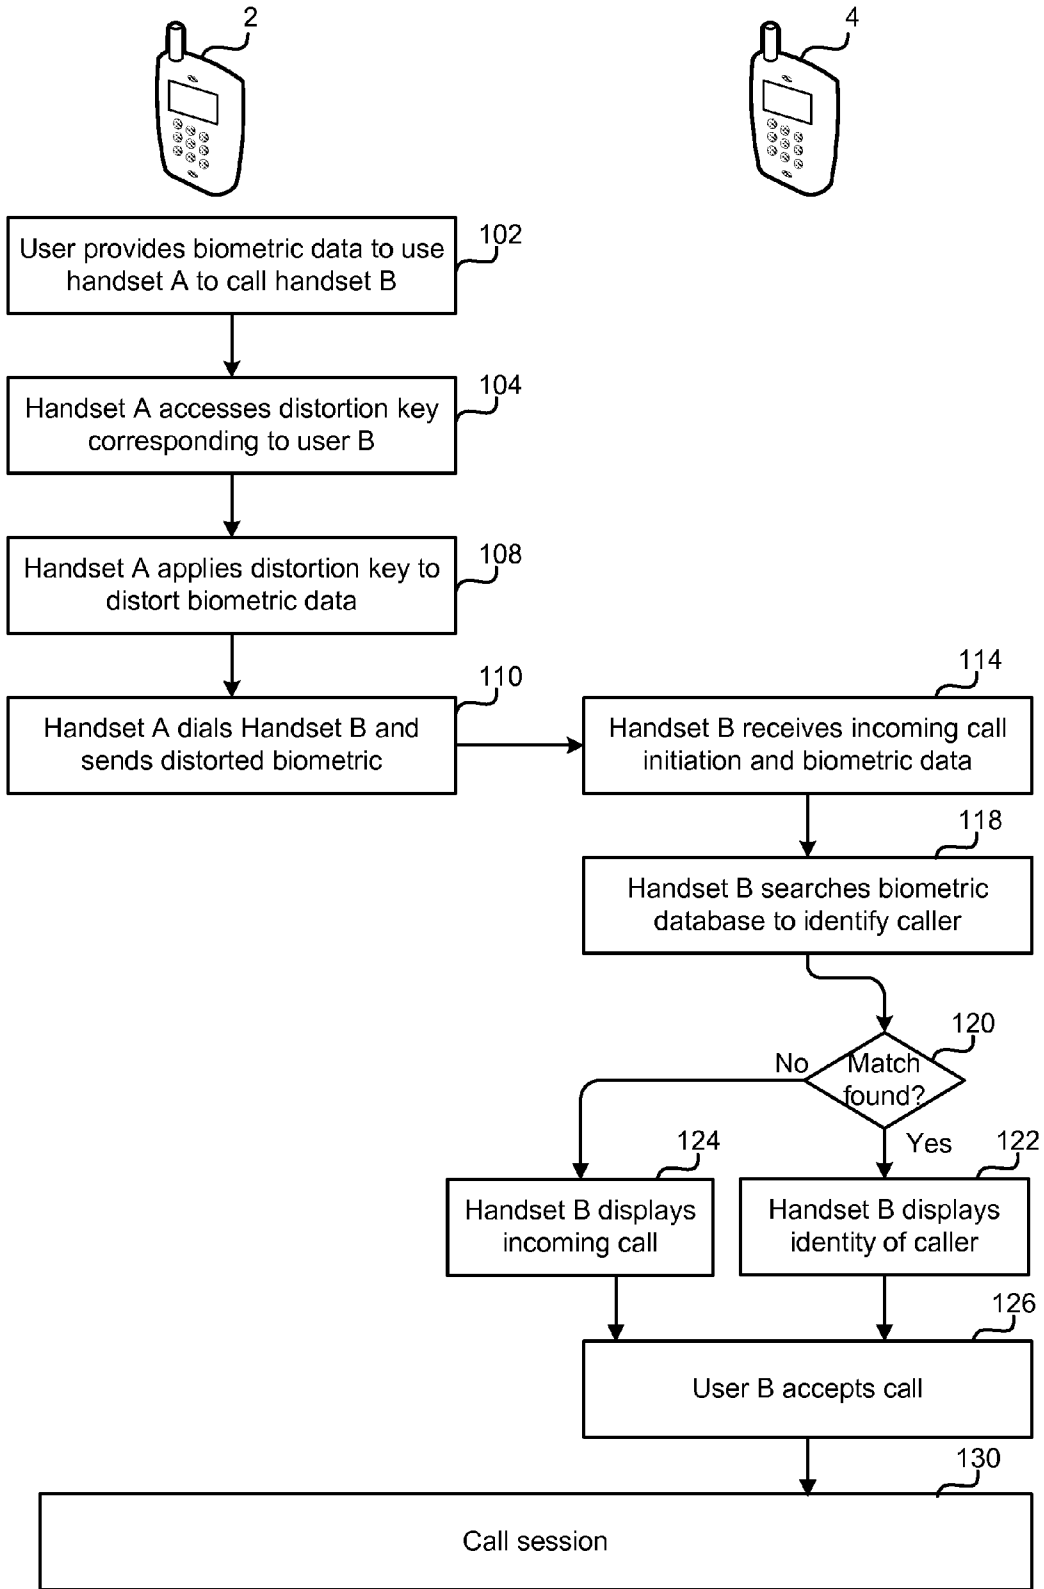 2
4
User provides biometric data to use
handset A to call handset B
102
Handset A accesses distortion key
corresponding to user B
104
Handset A applies distortion key to
distort biometric data
108
Handset A dials Handset B and
sends distorted biometric
110
Handset B receives incoming call
initiation and biometric data
114
Handset B searches biometric
database to identify caller
118
Match
found?
120
No
Yes
Handset B displays
incoming call
124
Handset B displays
identity of caller
122
User B accepts call
126
Call session
130